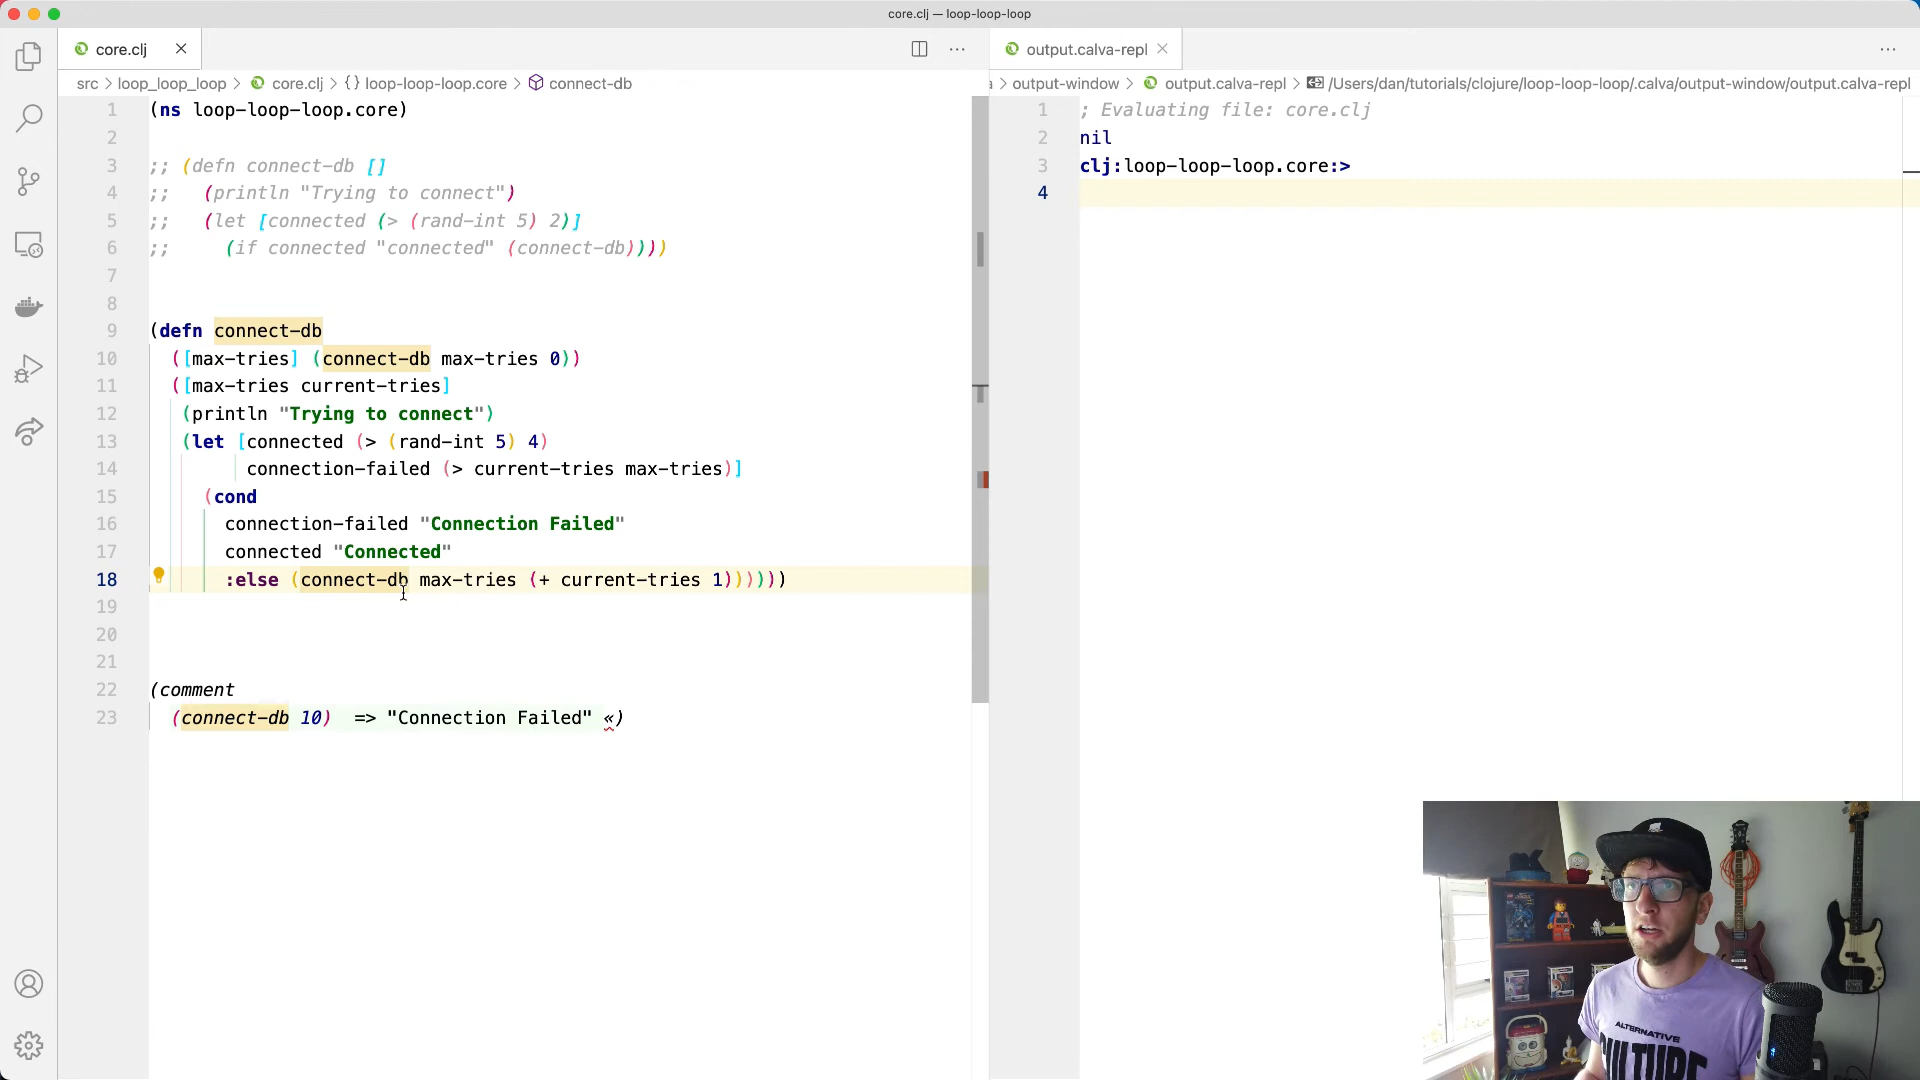 core.clj — loop-loop-loop
core.clj
output.calva-repl
src > loop_loop_loop > core.clj > {} loop-loop-loop.core > connect-db
> output-window > output.calva-repl > /Users/dan/tutorials/clojure/loop-loop-loop/.calva/output-window/output.calva-repl
1 (ns loop-loop-loop.core)
2
3 ;; (defn connect-db []
4 ;;   (println "Trying to connect")
5 ;;   (let [connected (> (rand-int 5) 2)]
6 ;;     (if connected "connected" (connect-db))))
7
8
9 (defn connect-db
10   ([max-tries] (connect-db max-tries 0))
11   ([max-tries current-tries]
12    (println "Trying to connect")
13    (let [connected (> (rand-int 5) 4)
14          connection-failed (> current-tries max-tries)]
15      (cond
16        connection-failed "Connection Failed"
17        connected "Connected"
18        :else (connect-db max-tries (+ current-tries 1))))))
19
20
21
22 (comment
23   (connect-db 10)  => "Connection Failed" «)
1 ; Evaluating file: core.clj
2 nil
3 clj:loop-loop-loop.core:>
4
ALTERNATIVE
CULTURE